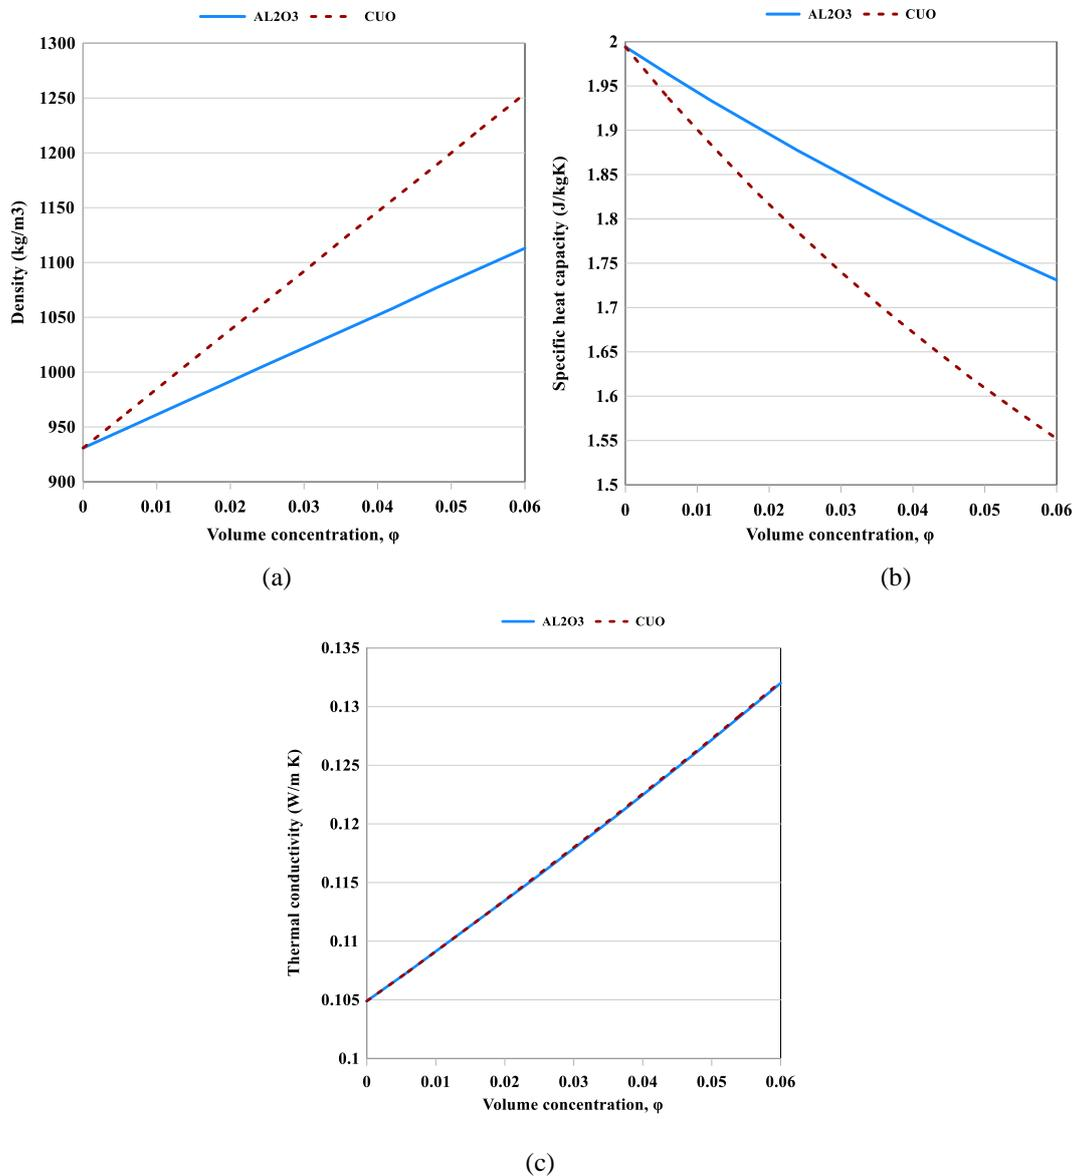 AL2O3 CUO
1300
1250
1200
1150
1100
1050
1000
950
900
Density (kg/m3)
0 0.01 0.02 0.03 0.04 0.05 0.06
Volume concentration, φ
(a)
AL2O3 CUO
2
1.95
1.9
1.85
1.8
1.75
1.7
1.65
1.6
1.55
1.5
Specific heat capacity (J/kgK)
0 0.01 0.02 0.03 0.04 0.05 0.06
Volume concentration, φ
(b)
AL2O3 CUO
0.135
0.13
0.125
0.12
0.115
0.11
0.105
0.1
Thermal conductivity (W/m K)
0 0.01 0.02 0.03 0.04 0.05 0.06
Volume concentration, φ
(c)